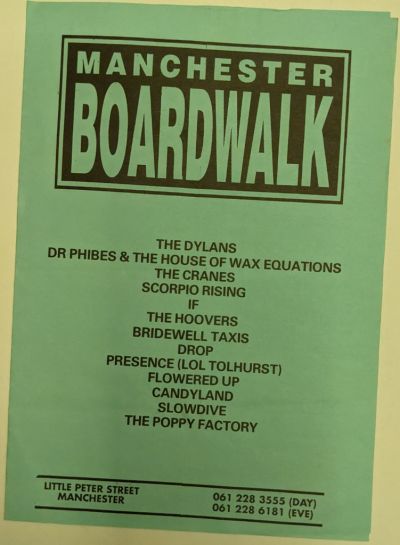 MANCHESTER
BOARDWALK
THE DYLANS
DR PHIBES & THE HOUSE OF WAX EQUATIONS
THE CRANES
SCORPIO RISING
IF
THE HOOVERS
BRIDEWELL TAXIS
DROP
PRESENCE (LOL TOLHURST)
FLOWERED UP
CANDYLAND
SLOWDIVE
THE POPPY FACTORY
LITTLE PETER STREET
MANCHESTER
061 228 3555 (DAY)
061 228 6181 (EVE)